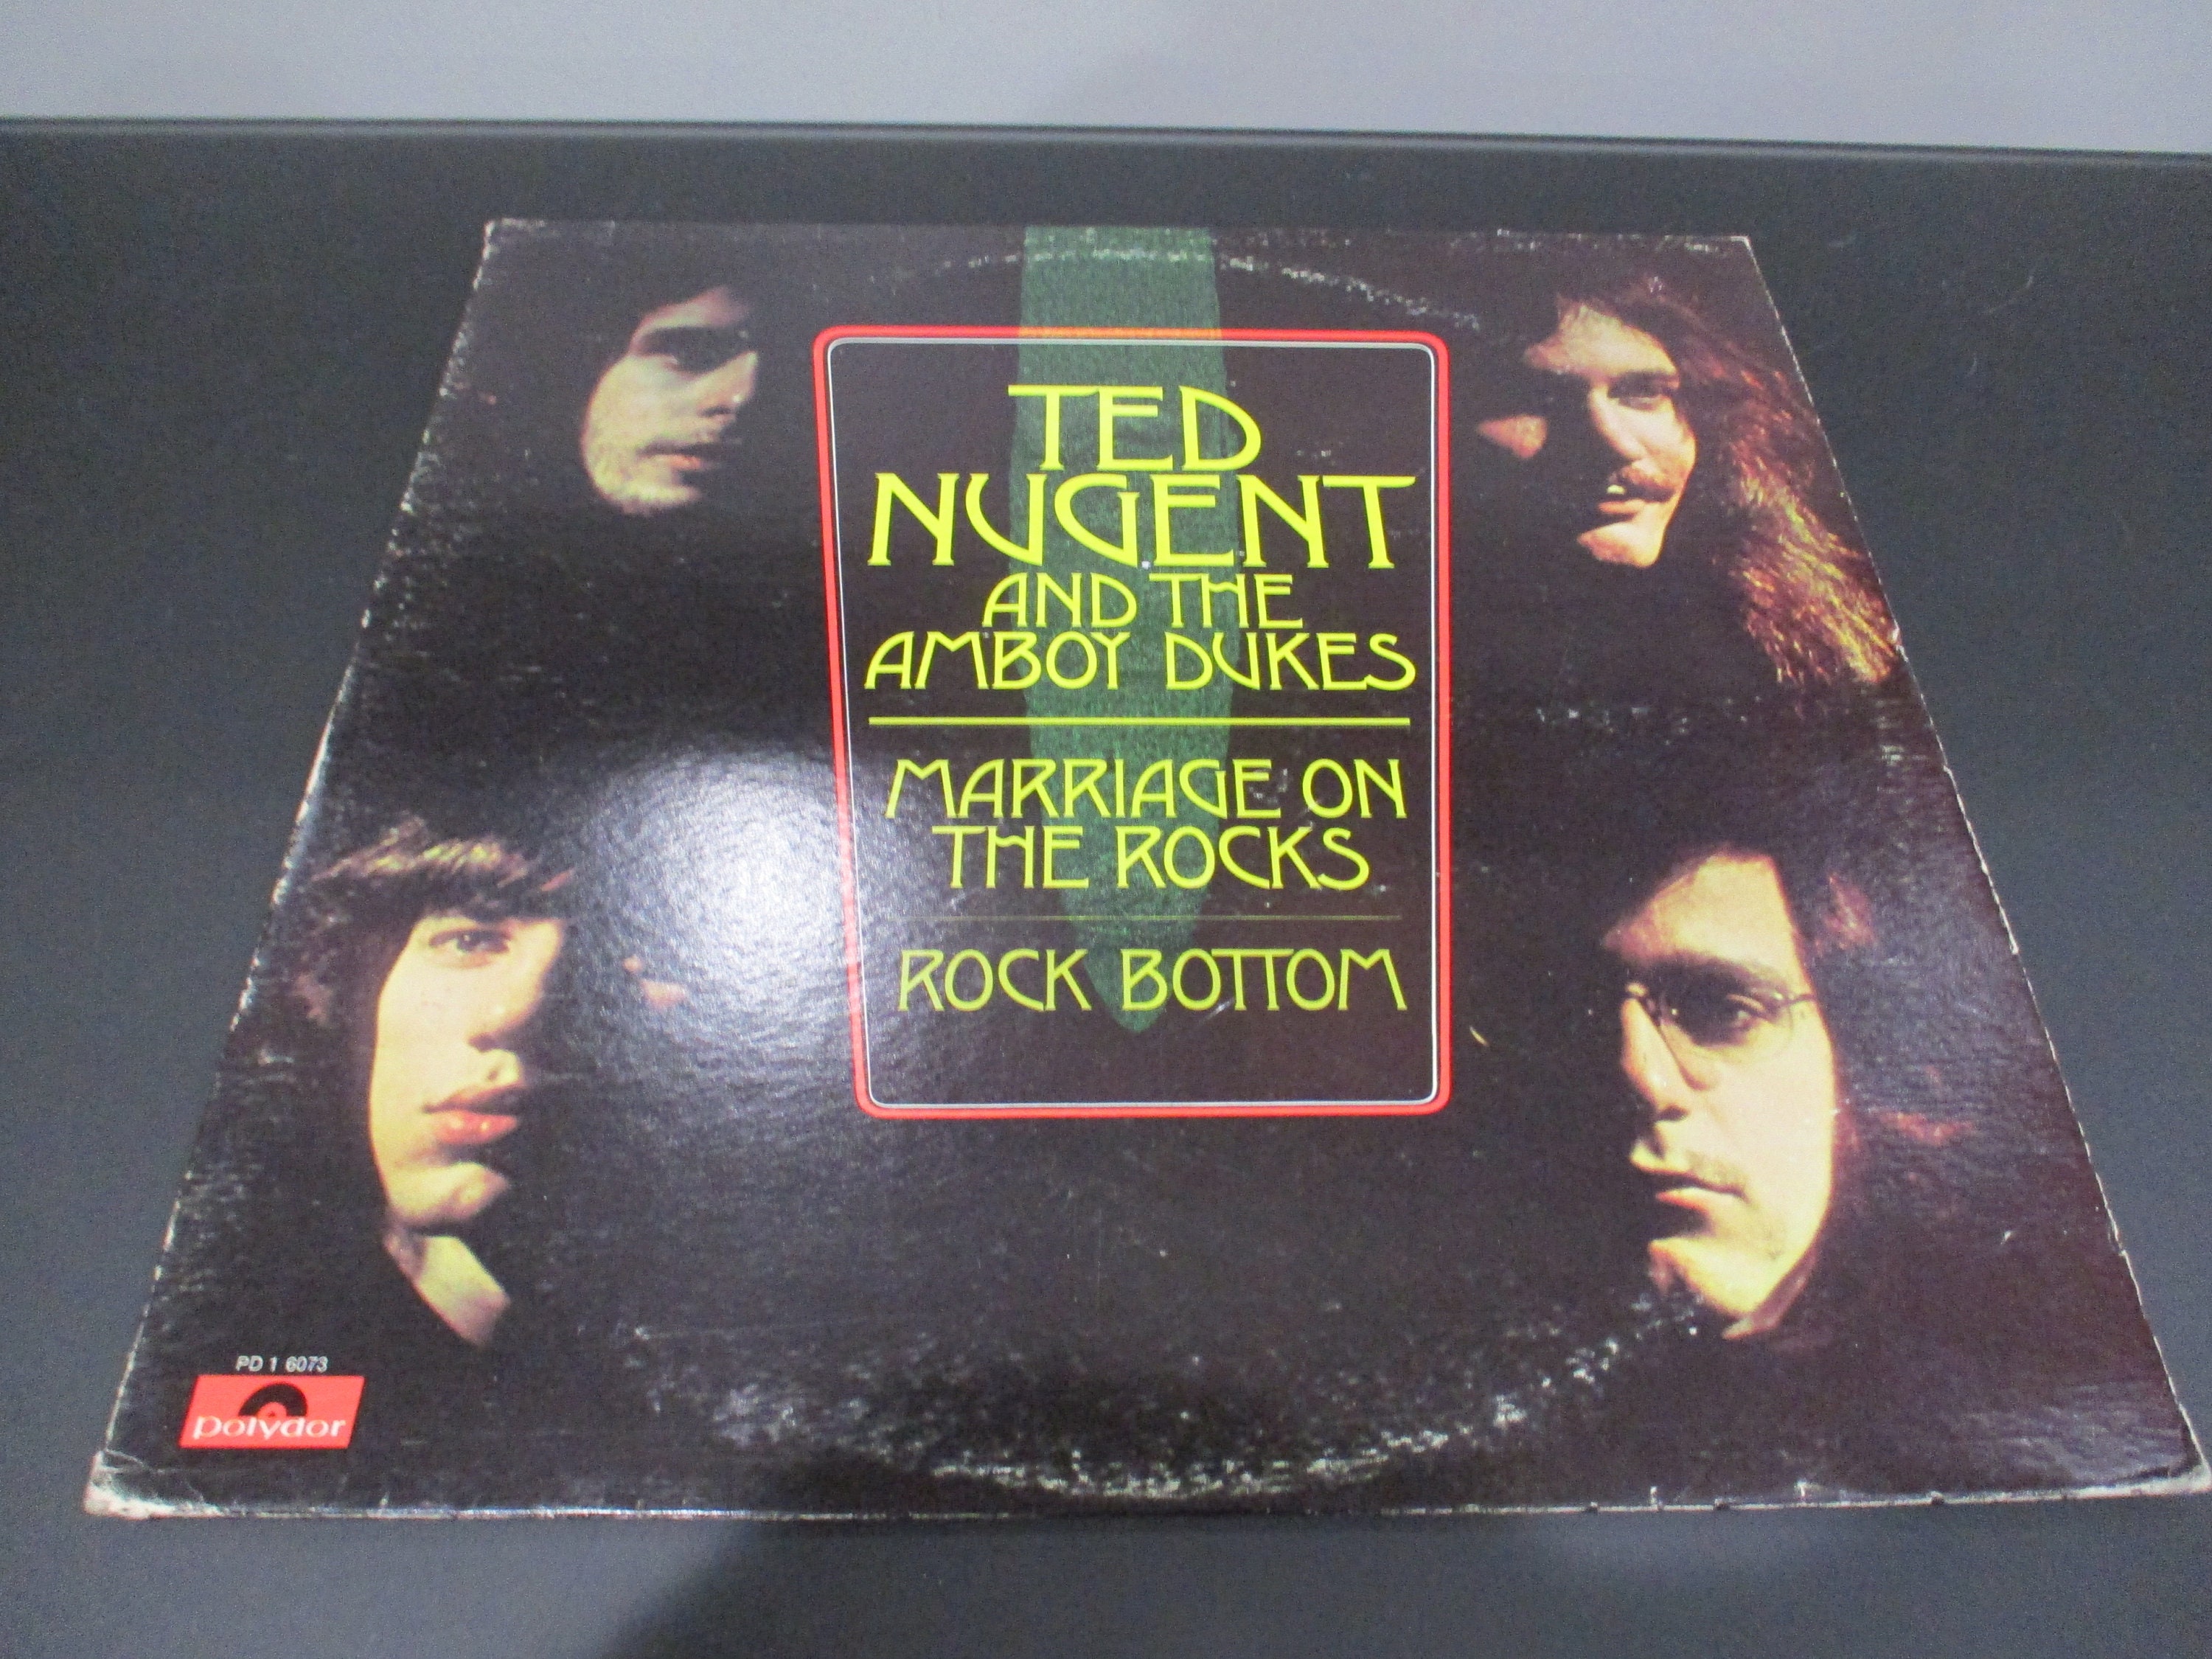 TED
NUGENT
AND THE
AMBOY DUKES
MARRIAGE ON
THE ROCKS
ROCK BOTTOM
PD 1 6073
polydor